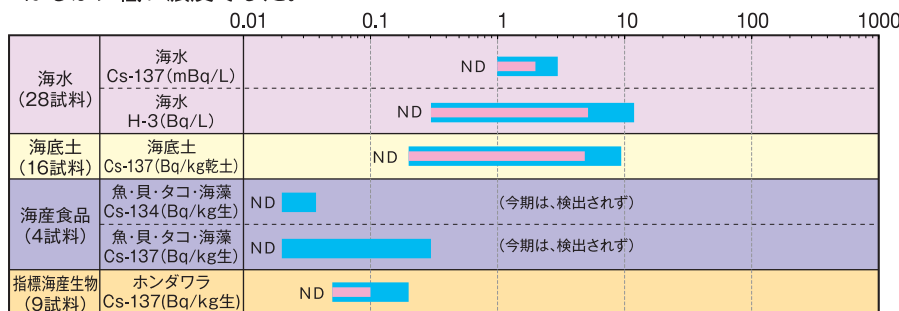 0.01 0.1 1 10 100 1000
海水
(28試料)
海水
Cs-137(mBq/L)
ND
海水
H-3(Bq/L)
ND
海底土
(16試料)
海底土
Cs-137(Bq/kg乾土)
ND
海産食品
(4試料)
魚・貝・タコ・海藻
Cs-134(Bq/kg生)
ND
(今期は、検出されず)
魚・貝・タコ・海藻
Cs-137(Bq/kg生)
ND
(今期は、検出されず)
指標海産生物
(9試料)
ホンダワラ
Cs-137(Bq/kg生)
ND